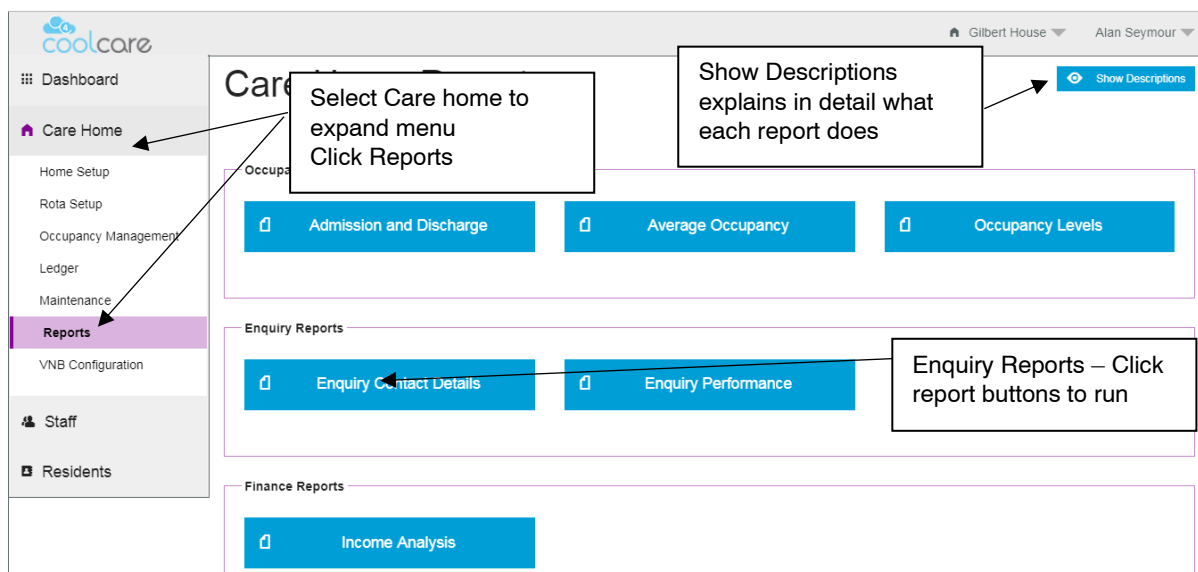 4
coolcare
Gilbert House
Alan Seymour
Dashboard
Care Home
Home Setup
Rota Setup
Occupancy Management
Ledger
Maintenance
Reports
VNB Configuration
Staff
Residents
Select Care home to
expand menu
Click Reports
Show Descriptions
explains in detail what
each report does
Show Descriptions
Admission and Discharge
Average Occupancy
Occupancy Levels
Enquiry Reports
Enquiry Contact Details
Enquiry Performance
Enquiry Reports – Click
report buttons to run
Finance Reports
Income Analysis